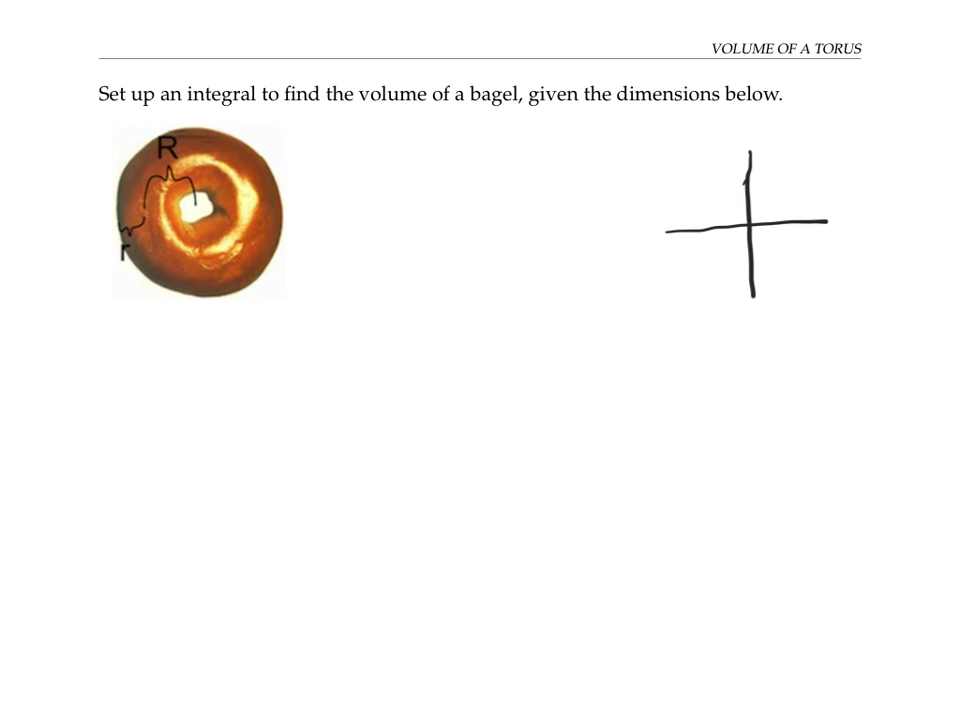 VOLUME OF A TORUS
Set up an integral to find the volume of a bagel, given the dimensions below.
R
r